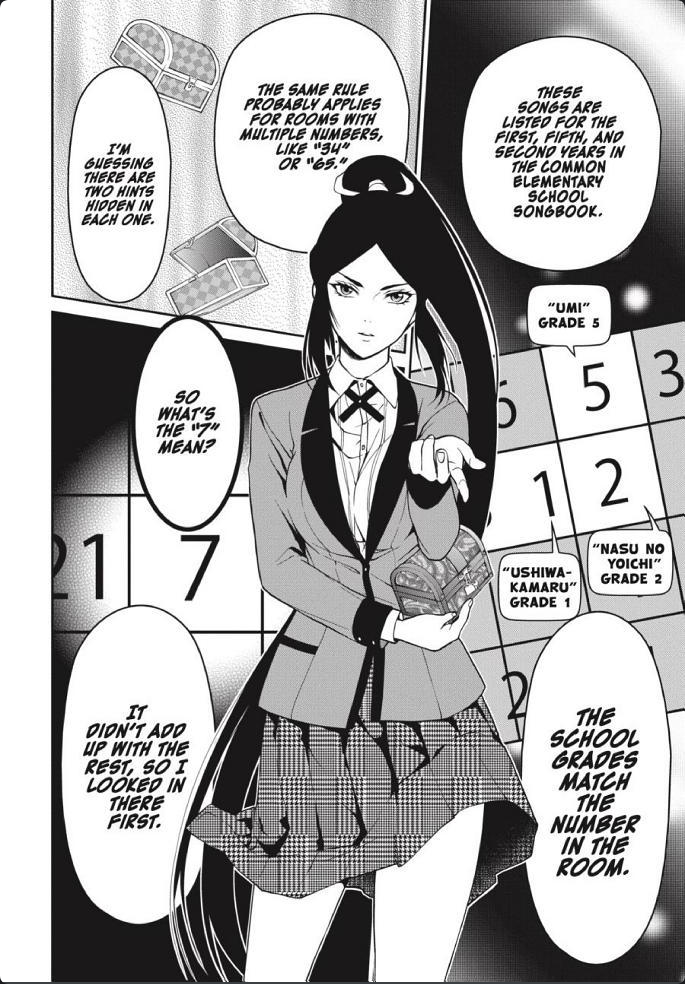 THESE
SONGS ARE
LISTED FOR THE
FIRST, FIFTH, AND
SECOND YEARS IN
THE COMMON
ELEMENTARY
SCHOOL
SONGBOOK.
"UMI"
GRADE 5
6
5
3
1
2
"NASU NO
YOICHI"
GRADE 2
"USHIWA-
KAMARU"
GRADE 1
2
THE
SCHOOL
GRADES
MATCH
THE
NUMBER
IN THE
ROOM.
THE SAME RULE
PROBABLY APPLIES
FOR ROOMS WITH
MULTIPLE NUMBERS,
LIKE "34"
OR "65."
I'M
GUESSING
THERE ARE
TWO HINTS
HIDDEN IN
EACH ONE.
SO
WHAT'S
THE "7"
MEAN?
21
7
IT
DIDN'T ADD
UP WITH THE
REST, SO I
LOOKED IN
THERE
FIRST.